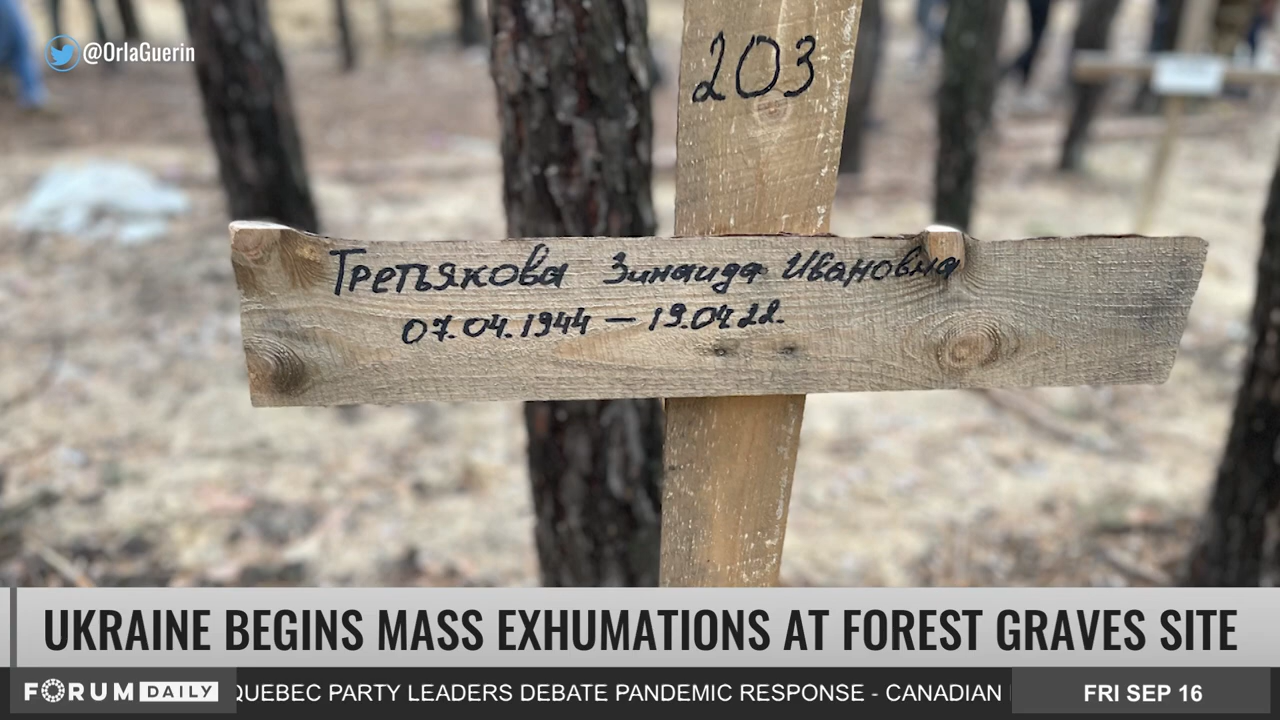 @OrlaGuerin
203
Третьякова Зинаида Ивановна
07.04.1944 – 19.04 22.
UKRAINE BEGINS MASS EXHUMATIONS AT FOREST GRAVES SITE
FORUM DAILY
QUEBEC PARTY LEADERS DEBATE PANDEMIC RESPONSE - CANADIAN
FRI SEP 16